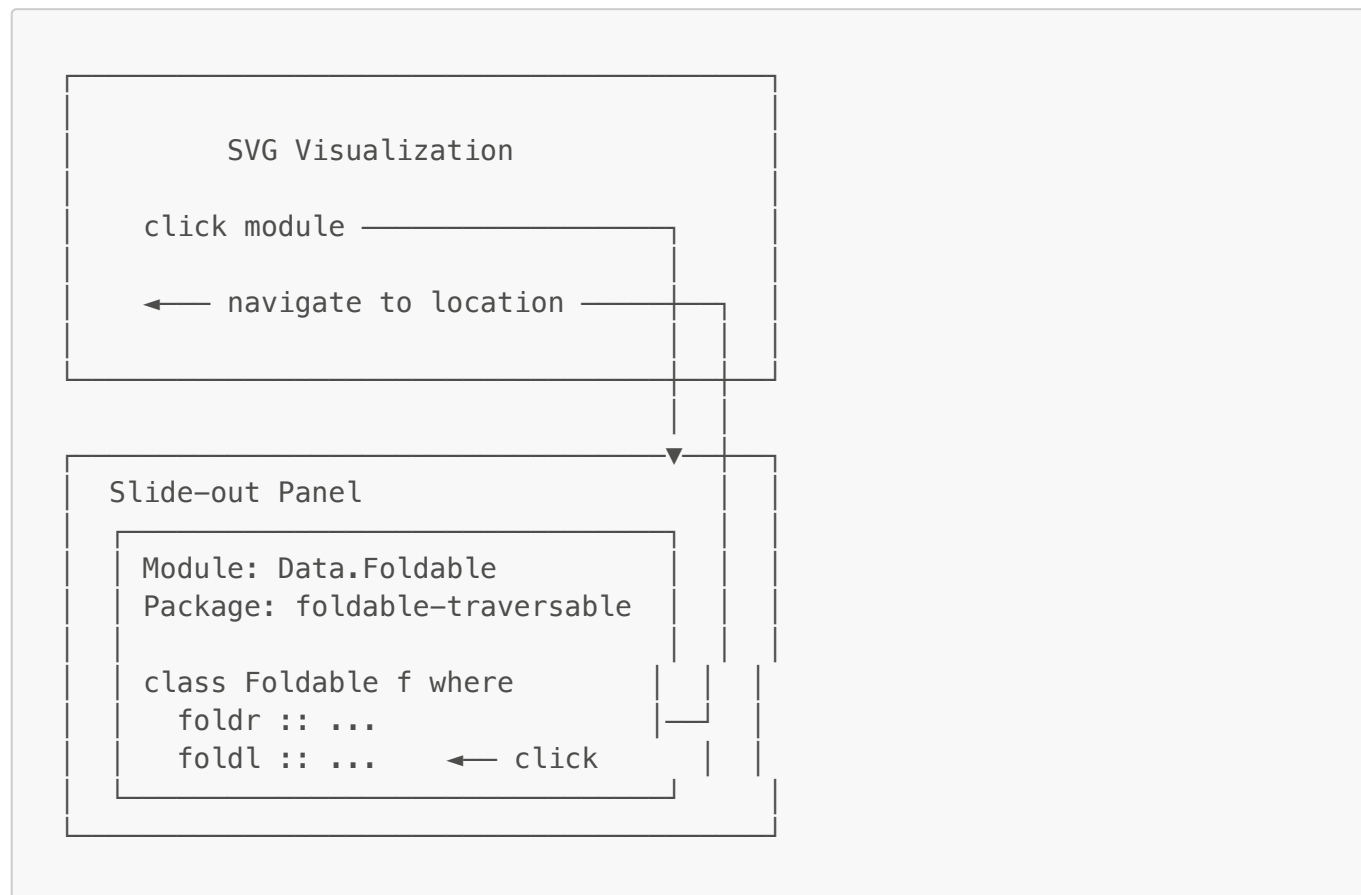 SVG Visualization
click module
navigate to location
Slide-out Panel
Module: Data.Foldable
Package: foldable-traversable
class Foldable f where
foldr :: ...
foldl :: ... click